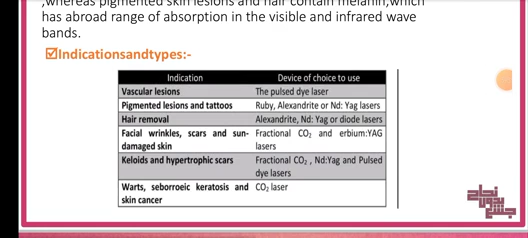 ,whereas pigmented skin lesions and hair contain melanin,which
has abroad range of absorption in the visible and infrared wave
bands.
☑Indicationsandtypes:-
Indication Device of choice to use
Vascular lesions The pulsed dye laser
Pigmented lesions and tattoos Ruby, Alexandrite or Nd: Yag lasers
Hair removal Alexandrite, Nd: Yag or diode lasers
Facial wrinkles, scars and sun- Fractional CO₂ and erbium:YAG
damaged skin lasers
Keloids and hypertrophic scars Fractional CO₂ , Nd:Yag and Pulsed
dye lasers
Warts, seborroeic keratosis and CO₂ laser
skin cancer
نجاح
بدون